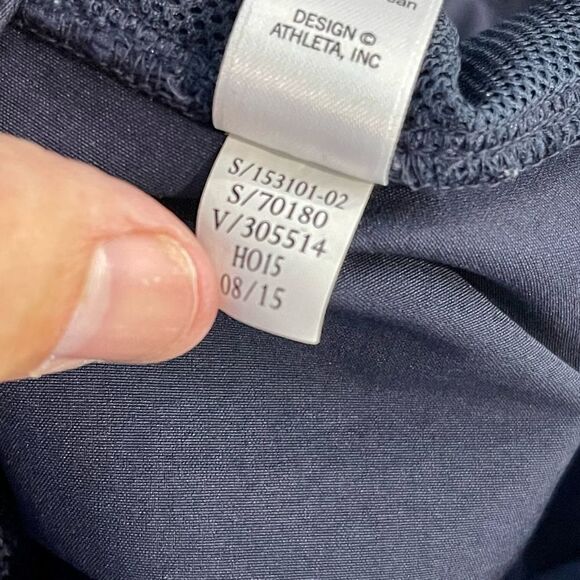 DESIGN ©
ATHLETA, INC
S/153101-02
S/70180
V/305514
HO15
08/15